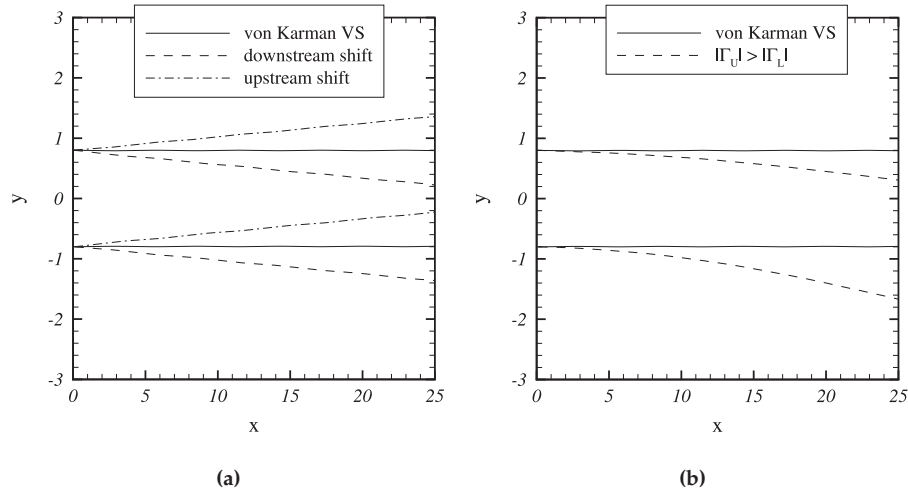 von Karman VS
downstream shift
upstream shift
3
2
1
0
-1
-2
-3
y
0
5
10
15
20
25
x
(a)
von Karman VS
|Γ_U| > |Γ_L|
3
2
1
0
-1
-2
-3
y
0
5
10
15
20
25
x
(b)